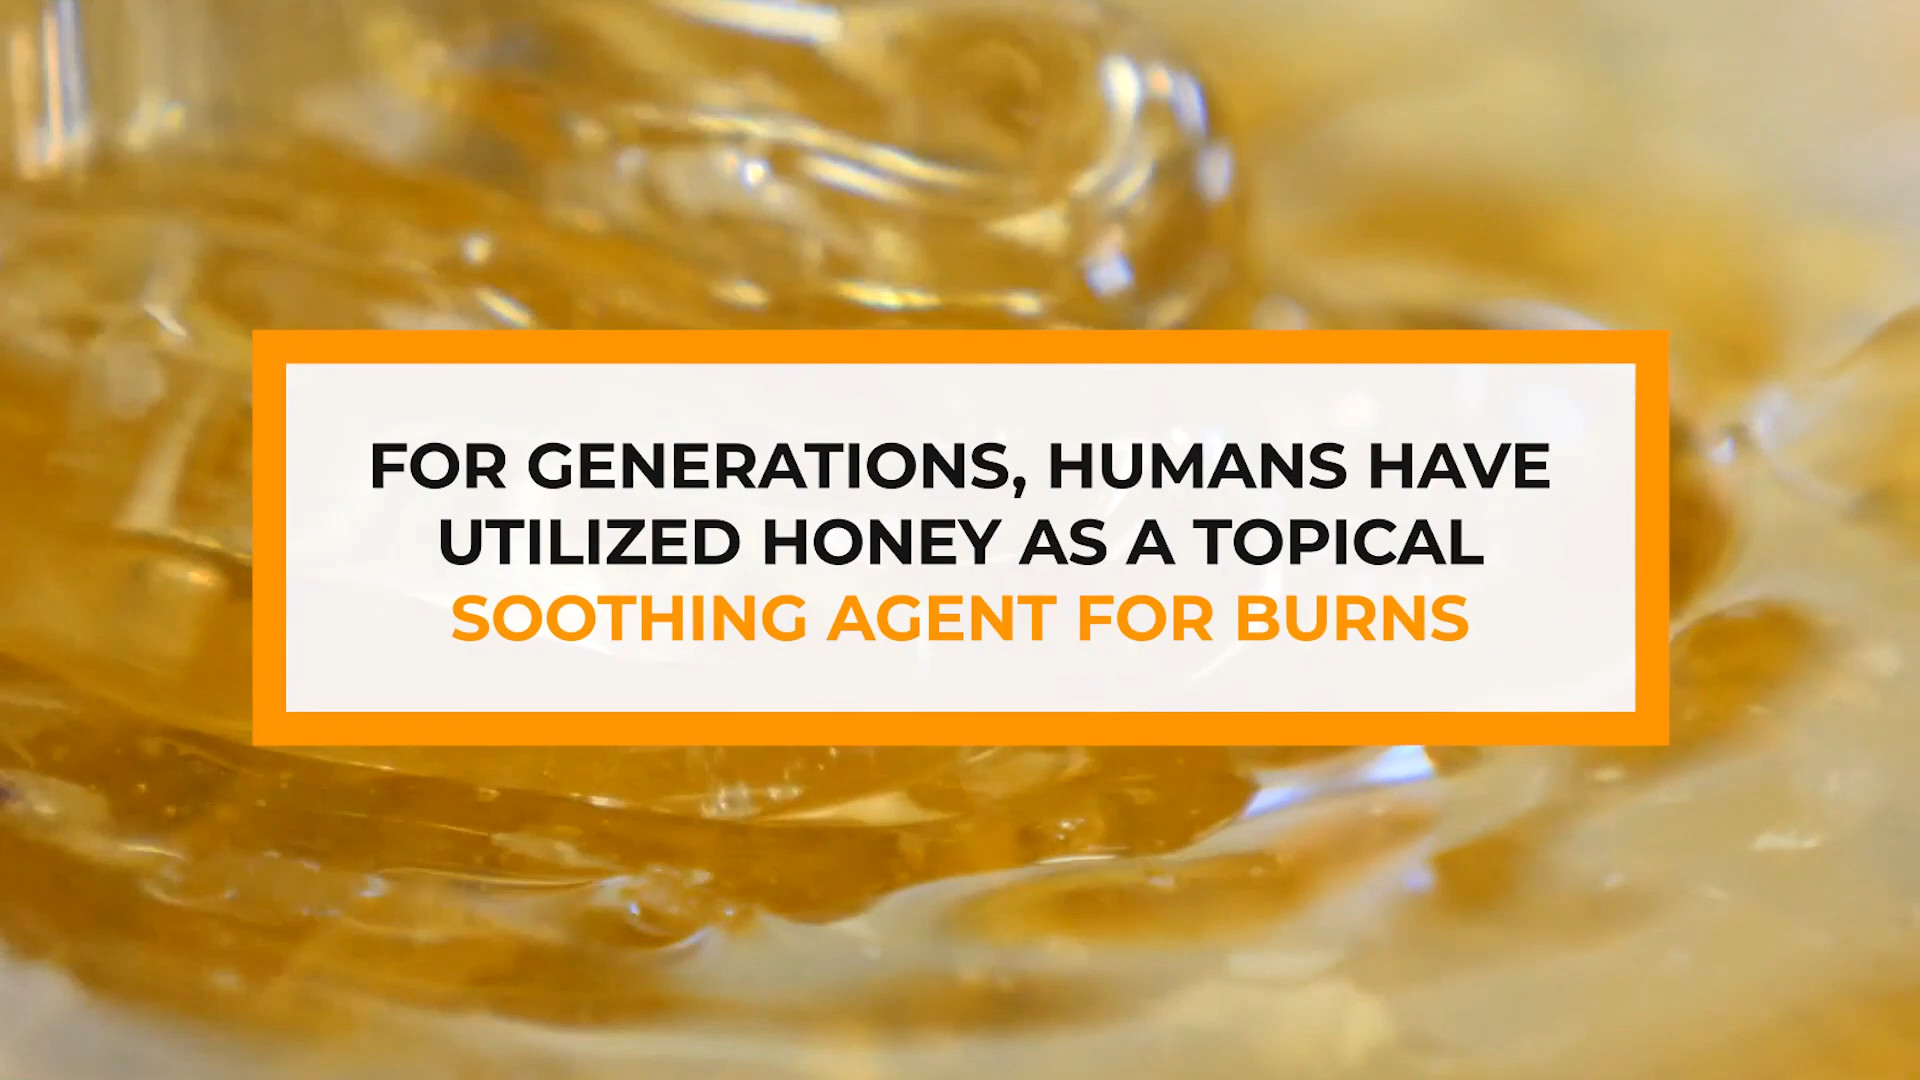 FOR GENERATIONS, HUMANS HAVE
UTILIZED HONEY AS A TOPICAL
SOOTHING AGENT FOR BURNS